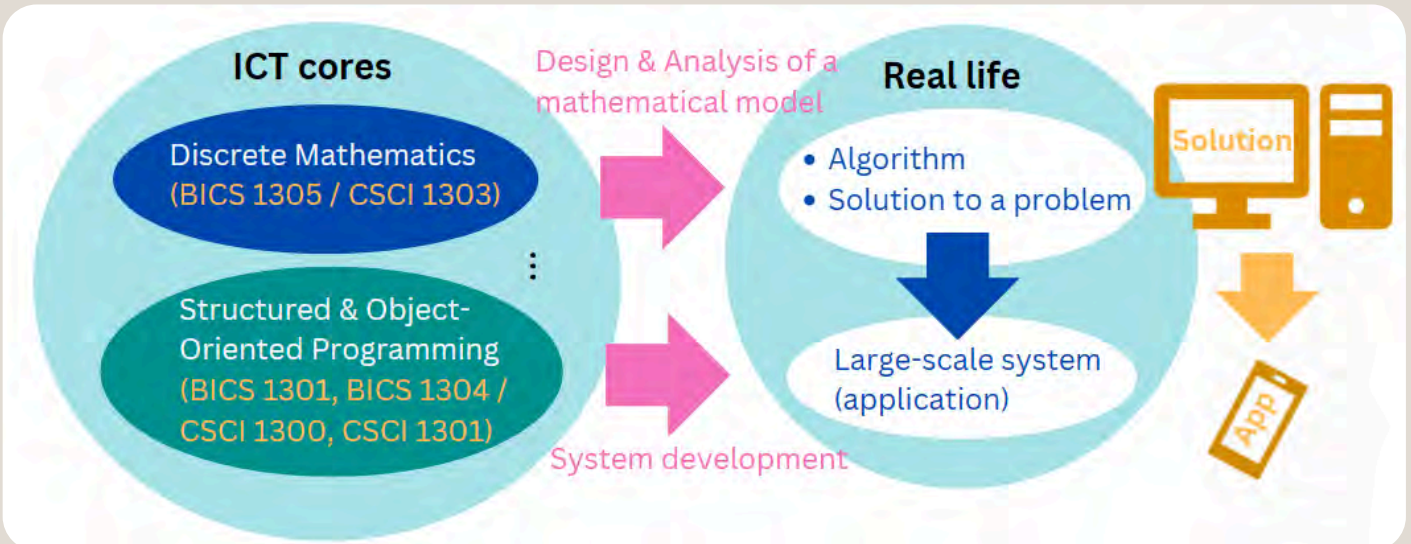 ICT cores
Discrete Mathematics
(BICS 1305 / CSCI 1303)
Structured & Object-
Oriented Programming
(BICS 1301, BICS 1304 /
CSCI 1300, CSCI 1301)
Design & Analysis of a
mathematical model
System development
Real life
• Algorithm
• Solution to a problem
Large-scale system
(application)
Solution
App